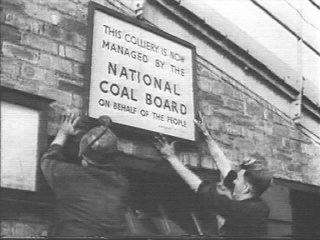 THIS COLLIERY IS NOW
MANAGED BY THE
NATIONAL
COAL BOARD
ON BEHALF OF THE PEOPLE